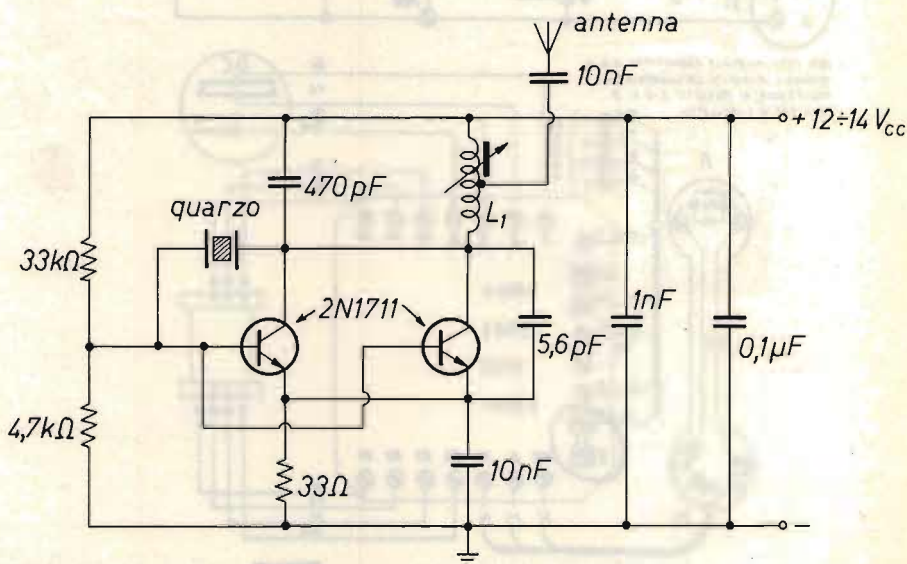 antenna
10nF
+ 12÷14 Vcc
470pF
quarzo
L1
33kΩ
2N1711
1nF
5,6pF
0,1µF
4,7kΩ
33Ω
10nF
−